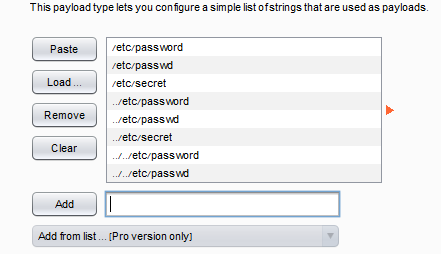 This payload type lets you configure a simple list of strings that are used as payloads.
Paste
Load ...
Remove
Clear
/etc/password
/etc/passwd
/etc/secret
../etc/password
../etc/passwd
../etc/secret
../../etc/password
../../etc/passwd
Add
Add from list ... [Pro version only]